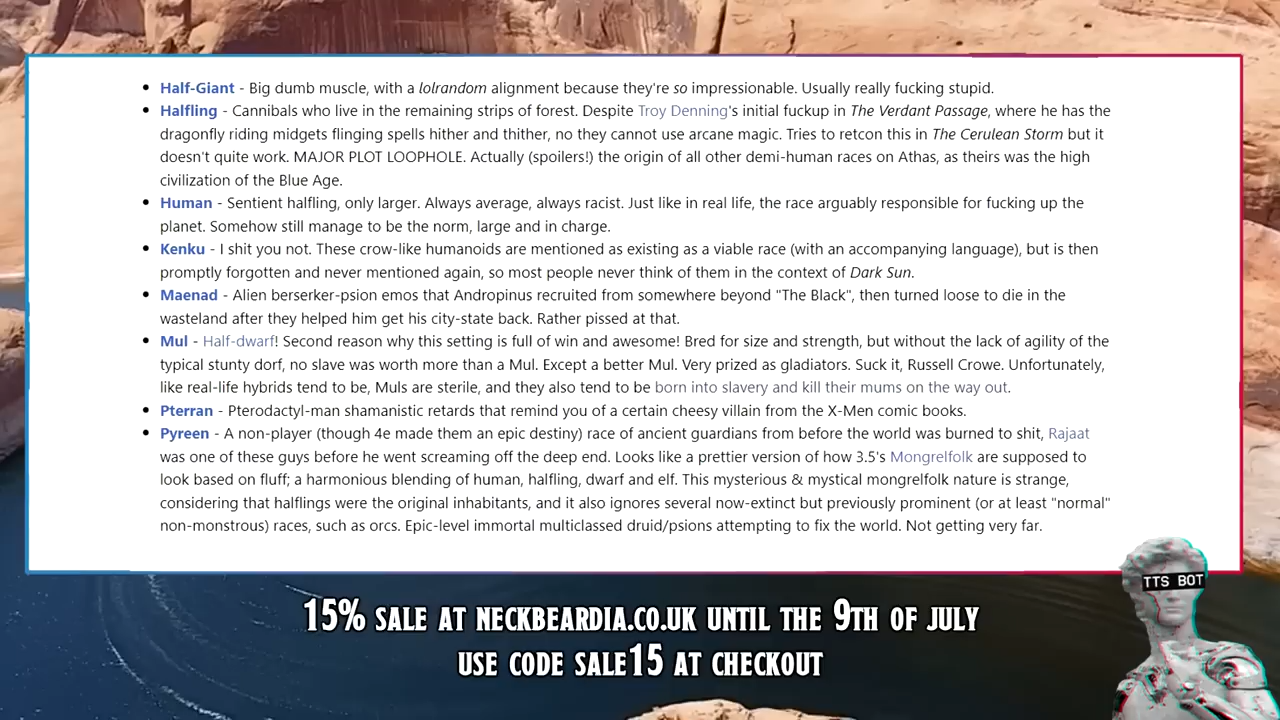 Half-Giant - Big dumb muscle, with a lolrandom alignment because they're so impressionable. Usually really fucking stupid.
Halfling - Cannibals who live in the remaining strips of forest. Despite Troy Denning's initial fuckup in The Verdant Passage, where he has the
dragonfly riding midgets flinging spells hither and thither, no they cannot use arcane magic. Tries to retcon this in The Cerulean Storm but it
doesn't quite work. MAJOR PLOT LOOPHOLE. Actually (spoilers!) the origin of all other demi-human races on Athas, as theirs was the high
civilization of the Blue Age.
Human - Sentient halfling, only larger. Always average, always racist. Just like in real life, the race arguably responsible for fucking up the
planet. Somehow still manage to be the norm, large and in charge.
Kenku - I shit you not. These crow-like humanoids are mentioned as existing as a viable race (with an accompanying language), but is then
promptly forgotten and never mentioned again, so most people never think of them in the context of Dark Sun.
Maenad - Alien berserker-psion emos that Andropinus recruited from somewhere beyond "The Black", then turned loose to die in the
wasteland after they helped him get his city-state back. Rather pissed at that.
Mul - Half-dwarf! Second reason why this setting is full of win and awesome! Bred for size and strength, but without the lack of agility of the
typical stunty dorf, no slave was worth more than a Mul. Except a better Mul. Very prized as gladiators. Suck it, Russell Crowe. Unfortunately,
like real-life hybrids tend to be, Muls are sterile, and they also tend to be born into slavery and kill their mums on the way out.
Pterran - Pterodactyl-man shamanistic retards that remind you of a certain cheesy villain from the X-Men comic books.
Pyreen - A non-player (though 4e made them an epic destiny) race of ancient guardians from before the world was burned to shit, Rajaat
was one of these guys before he went screaming off the deep end. Looks like a prettier version of how 3.5's Mongrelfolk are supposed to
look based on fluff; a harmonious blending of human, halfling, dwarf and elf. This mysterious & mystical mongrelfolk nature is strange,
considering that halflings were the original inhabitants, and it also ignores several now-extinct but previously prominent (or at least "normal"
non-monstrous) races, such as orcs. Epic-level immortal multiclassed druid/psions attempting to fix the world. Not getting very far.
TTS BOT
15% SALE AT NECKBEARDIA.CO.UK UNTIL THE 9TH OF JULY
USE CODE SALE15 AT CHECKOUT